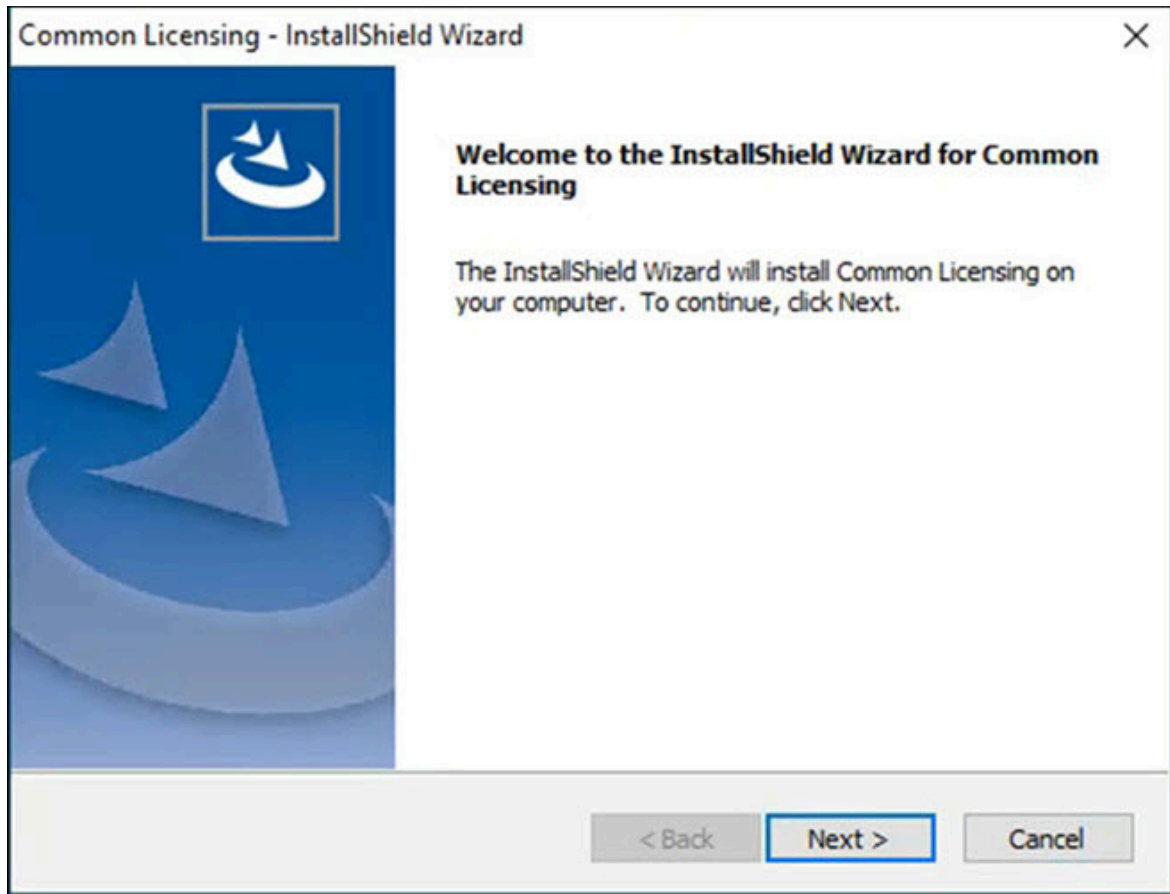 Common Licensing - InstallShield Wizard
Welcome to the InstallShield Wizard for Common
Licensing
The InstallShield Wizard will install Common Licensing on
your computer.  To continue, click Next.
< Back
Next >
Cancel